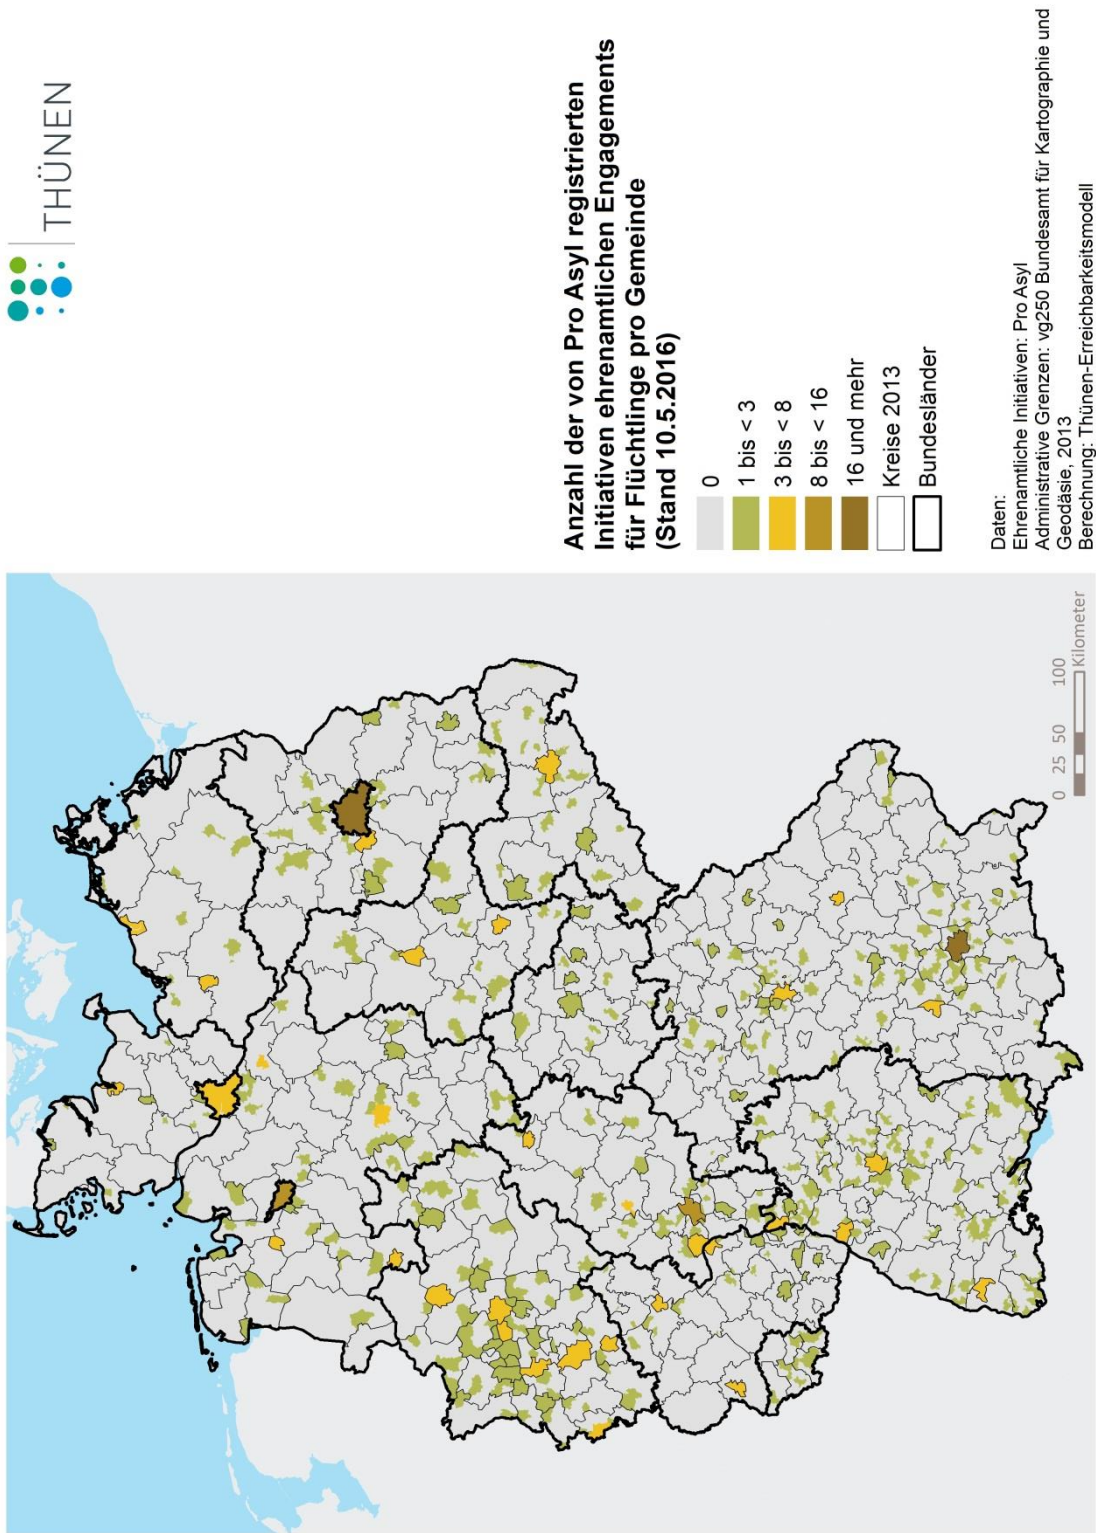 THÜNEN
Anzahl der von Pro Asyl registrierten
Initiativen ehrenamtlichen Engagements
für Flüchtlinge pro Gemeinde
(Stand 10.5.2016)
0
1 bis < 3
3 bis < 8
8 bis < 16
16 und mehr
Kreise 2013
Bundesländer
Daten:
Ehrenamtliche Initiativen: Pro Asyl
Administrative Grenzen: vg250 Bundesamt für Kartographie und
Geodäsie, 2013
Berechnung: Thünen-Erreichbarkeitsmodell
0 25 50 100
Kilometer